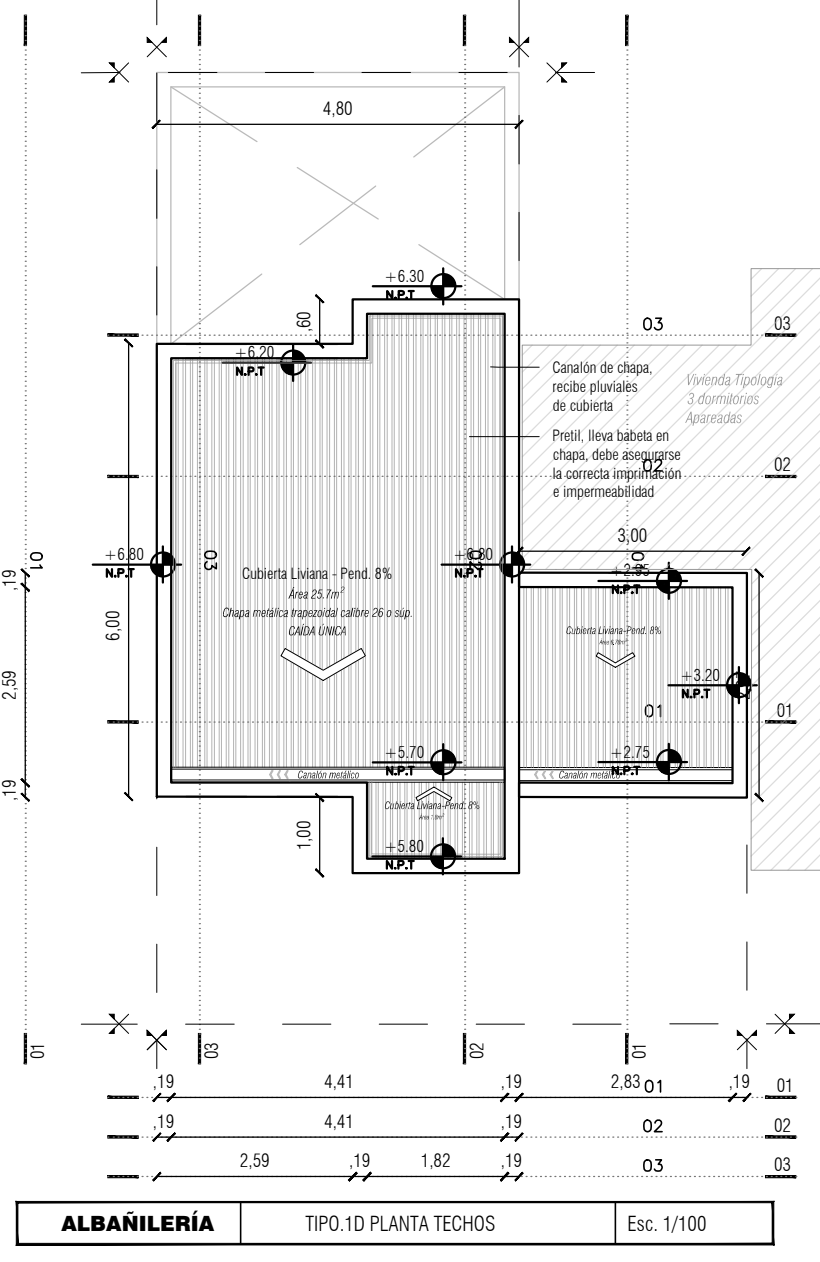 4,80
+6.30
N.P.T
,60
03
03
+6.20
N.P.T
Canalón de chapa,
recibe pluviales
de cubierta
Vivienda Tipología
3 dormitorios
Apareadas
Pretil, lleva babeta en
chapa, debe asegurarse
la correcta imprimación
e impermeabilidad
02
02
3,00
01
03
02
01
+6.80
N.P.T
+6.80
N.P.T
N.P.T
,19
6,00
2,59
,19
Cubierta Liviana - Pend. 8%
Área 25.7m²
Chapa metálica trapezoidal calibre 26 o súp.
CAÍDA ÚNICA
Cubierta Liviana-Pend. 8%
+3.20
N.P.T
01
01
+5.70
N.P.T
+2.75
N.P.T
Canalón metálico
Canalón metálico
Cubierta Liviana-Pend. 8%
1,00
+5.80
N.P.T
01
03
02
01
,19
4,41
,19
2,83
,19
01
01
,19
4,41
,19
02
02
2,59
,19
1,82
,19
03
03
ALBAÑILERÍA
TIPO.1D PLANTA TECHOS
Esc. 1/100